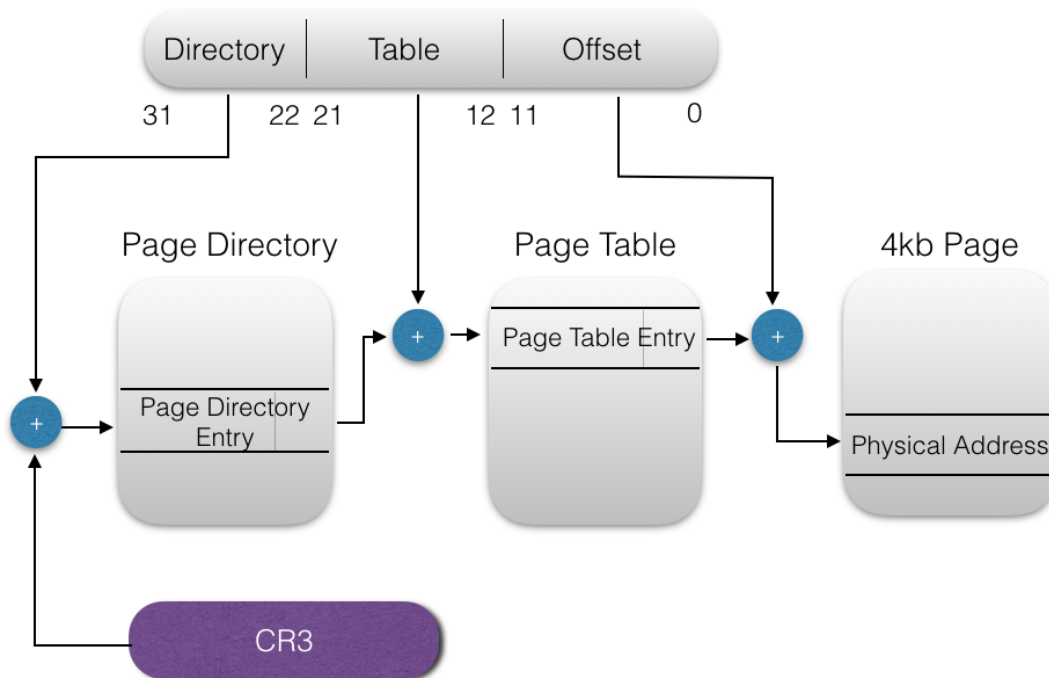 Directory Table Offset
31 22 21 12 11 0
Page Directory
Page Table
4kb Page
+
Page Directory
Entry
+
Page Table Entry
+
Physical Address
CR3